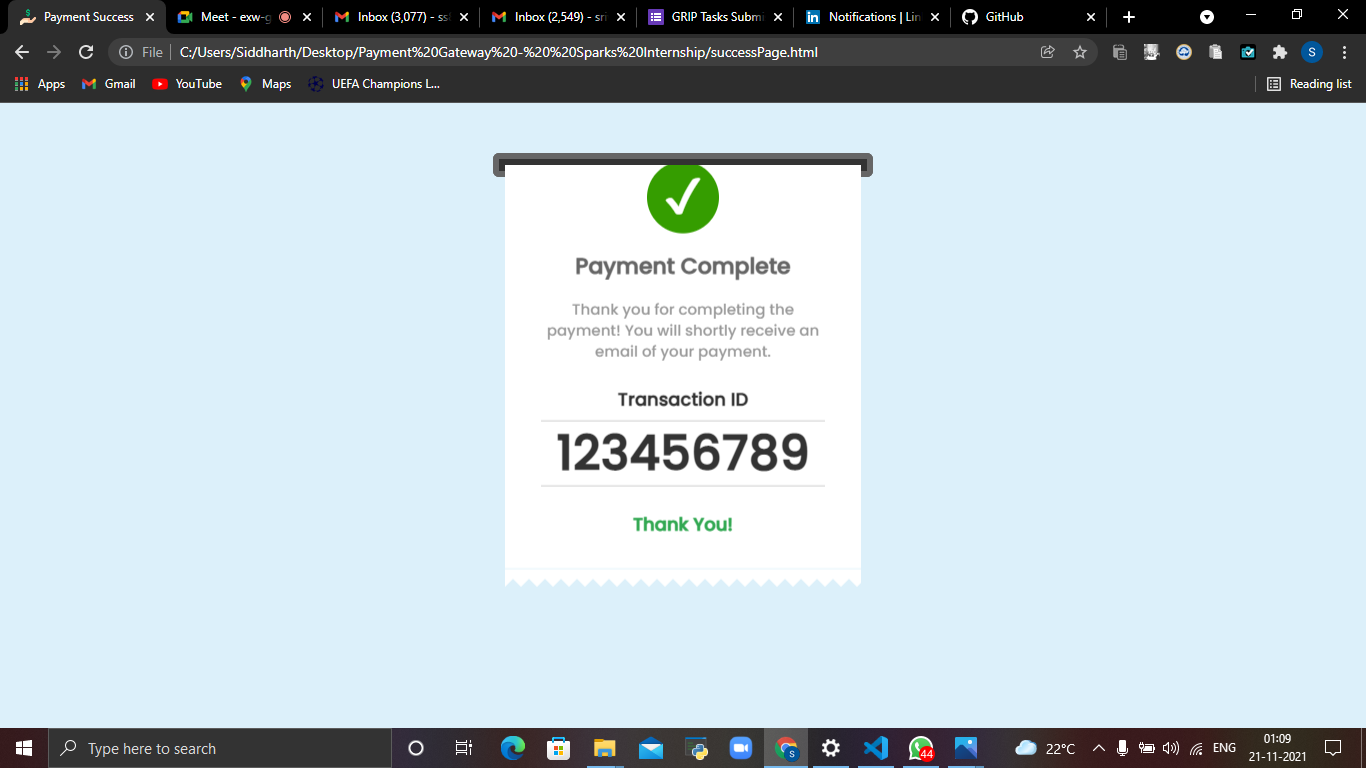 Payment Success
Meet - exw-g
Inbox (3,077) - ssl
Inbox (2,549) - sri
GRIP Tasks Submi
Notifications | Lin
GitHub
File
C:/Users/Siddharth/Desktop/Payment%20Gateway%20-%20%20Sparks%20Internship/successPage.html
S
Apps
Gmail
YouTube
Maps
UEFA Champions L...
Reading list
Payment Complete
Thank you for completing the
payment! You will shortly receive an
email of your payment.
Transaction ID
123456789
Thank You!
Type here to search
S
44
22°C
ENG
01:09
21-11-2021